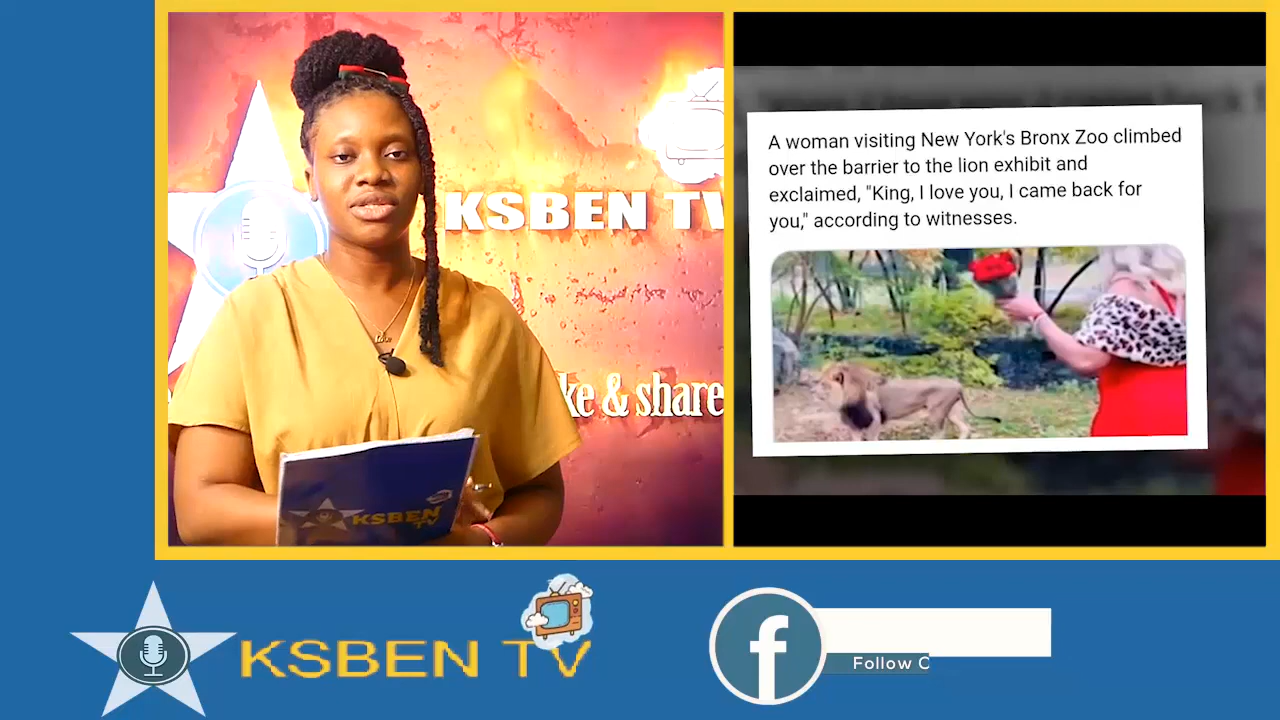 KSBEN TV
ke & share
KSBEN
TV
A woman visiting New York's Bronx Zoo climbed
over the barrier to the lion exhibit and
exclaimed, "King, I love you, I came back for
you," according to witnesses.
KSBEN TV
f
Follow C